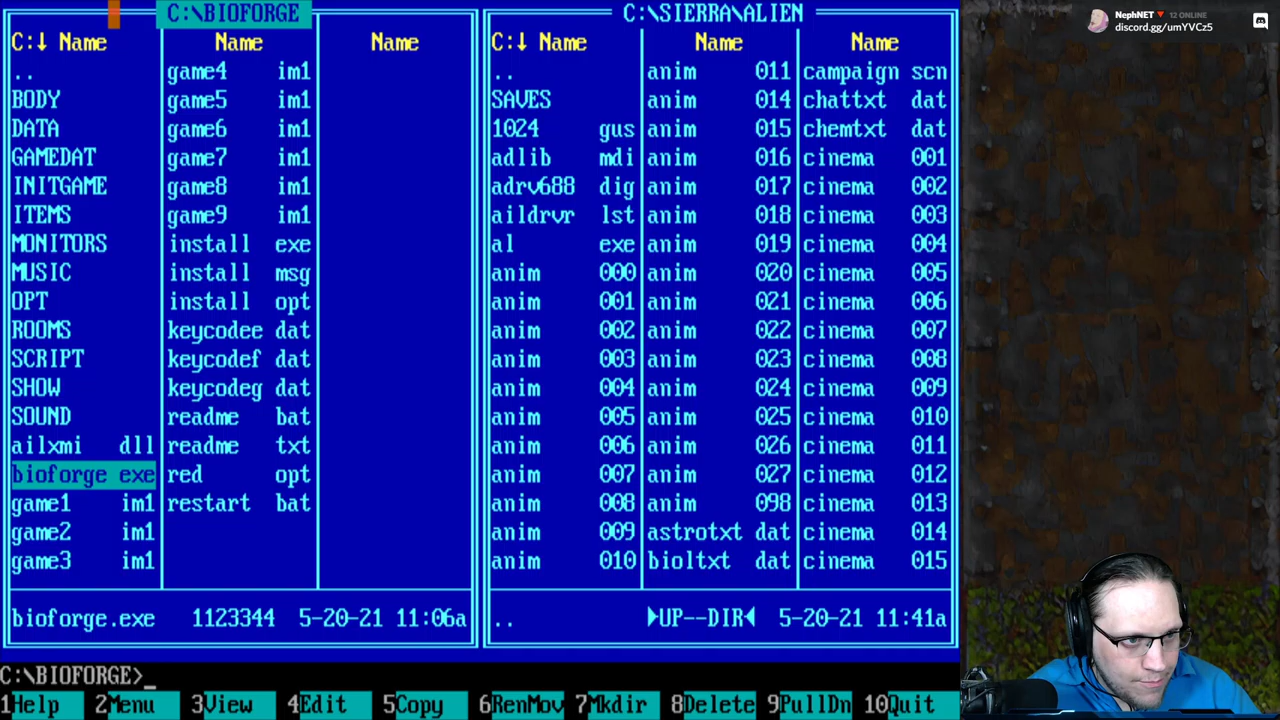 C:\BIOFORGE
C:↓ Name Name Name
.. game4 im1
BODY game5 im1
DATA game6 im1
GAMEDAT game7 im1
INITGAME game8 im1
ITEMS game9 im1
MONITORS install exe
MUSIC install msg
OPT install opt
ROOMS keycodee dat
SCRIPT keycodef dat
SHOW keycodeg dat
SOUND readme bat
ailxmi dll readme txt
bioforge exe red opt
game1 im1 restart bat
game2 im1
game3 im1
bioforge.exe 1123344 5-20-21 11:06a
C:\SIERRA\ALIEN
C:↓ Name Name Name
.. anim 011 campaign scn
SAVES anim 014 chattxt dat
1024 gus anim 015 chemtxt dat
adlib mdi anim 016 cinema 001
adrv688 dig anim 017 cinema 002
aildrvr lst anim 018 cinema 003
al exe anim 019 cinema 004
anim 000 anim 020 cinema 005
anim 001 anim 021 cinema 006
anim 002 anim 022 cinema 007
anim 003 anim 023 cinema 008
anim 004 anim 024 cinema 009
anim 005 anim 025 cinema 010
anim 006 anim 026 cinema 011
anim 007 anim 027 cinema 012
anim 008 anim 098 cinema 013
anim 009 astrotxt dat cinema 014
anim 010 bioltxt dat cinema 015
.. ►UP--DIR◄ 5-20-21 11:41a
C:\BIOFORGE>_
1Help 2Menu 3View 4Edit 5Copy 6RenMov 7Mkdir 8Delete 9PullDn 10Quit
NephNET 12 ONLINE
discord.gg/umYVCz5